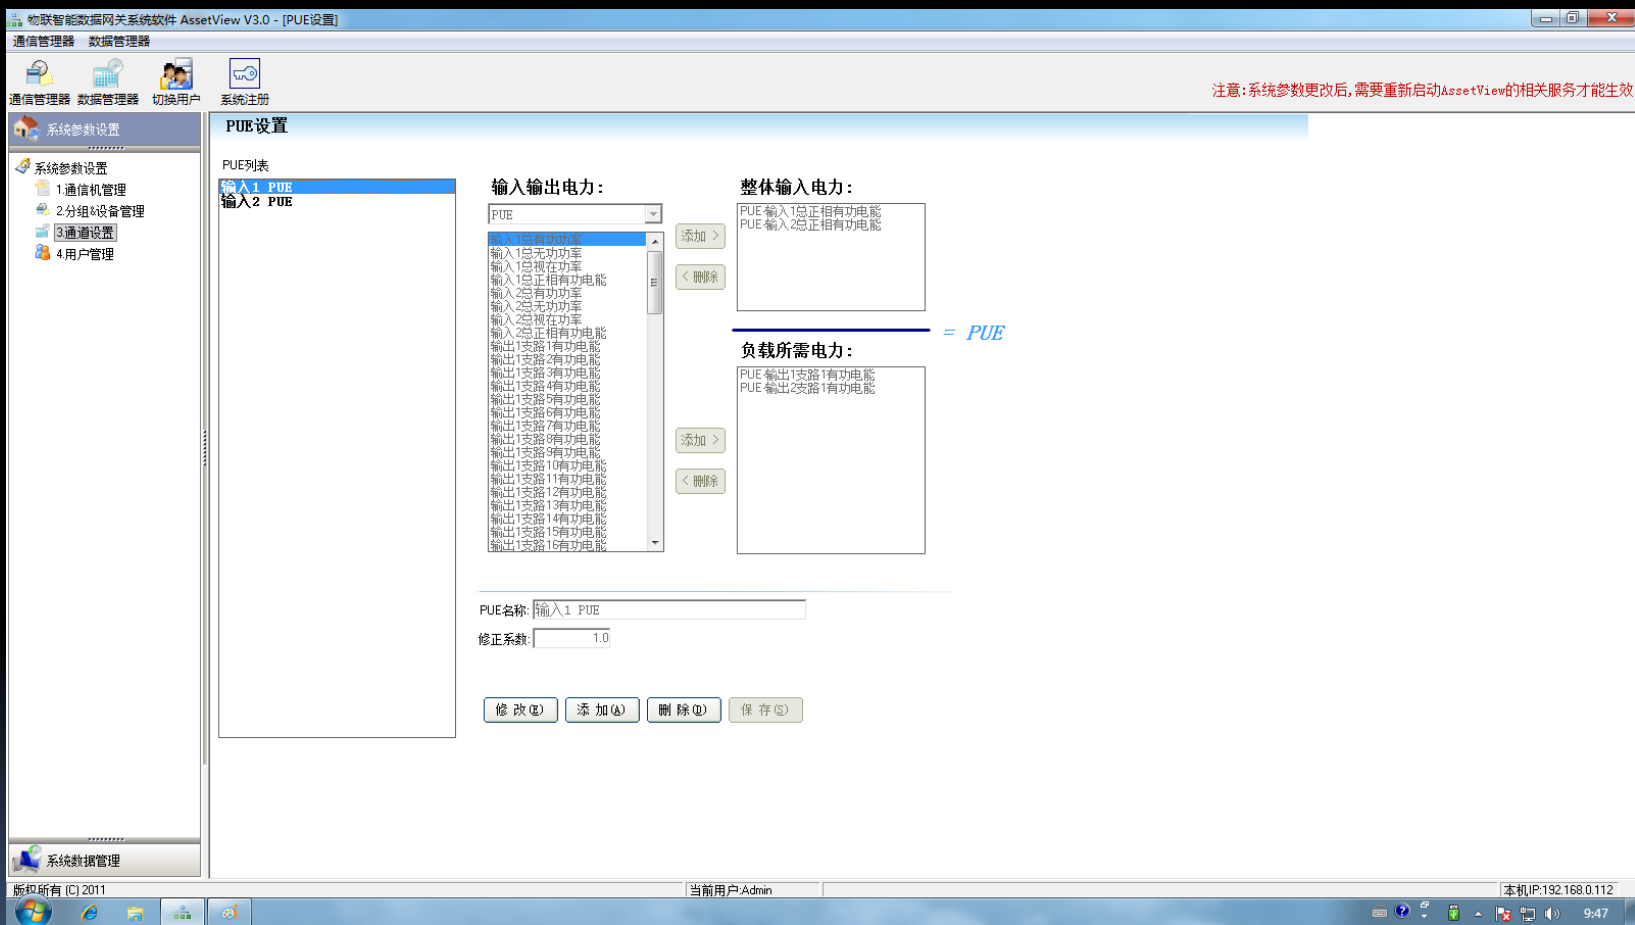 物联智能数据网关系统软件 AssetView V3.0 - [PUE设置]
通信管理器 数据管理器
通信管理器 数据管理器 切换用户 系统注册
注意:系统参数更改后,需要重新启动AssetView的相关服务才能生效
系统参数设置
系统参数设置
1.通信机管理
2.分组&设备管理
3.通道设置
4.用户管理
系统数据管理
PUE设置
PUE列表
输入1 PUE
输入2 PUE
输入输出电力:
PUE
输入1总有功功率
输入1总无功功率
输入1总视在功率
输入1总正相有功电能
输入2总有功功率
输入2总无功功率
输入2总视在功率
输入2总正相有功电能
输出1支路1有功电能
输出1支路2有功电能
输出1支路3有功电能
输出1支路4有功电能
输出1支路5有功电能
输出1支路6有功电能
输出1支路7有功电能
输出1支路8有功电能
输出1支路9有功电能
输出1支路10有功电能
输出1支路11有功电能
输出1支路12有功电能
输出1支路13有功电能
输出1支路14有功电能
输出1支路15有功电能
输出1支路16有功电能
添加 >
< 删除
添加 >
< 删除
整体输入电力:
PUE-输入1总正相有功电能
PUE-输入2总正相有功电能
= PUE
负载所需电力:
PUE-输出1支路1有功电能
PUE-输出2支路1有功电能
PUE名称: 输入1 PUE
修正系数: 1.0
修 改(E) 添 加(A) 删 除(D) 保 存(S)
版权所有 (C) 2011
当前用户:Admin
本机IP:192.168.0.112
9:47